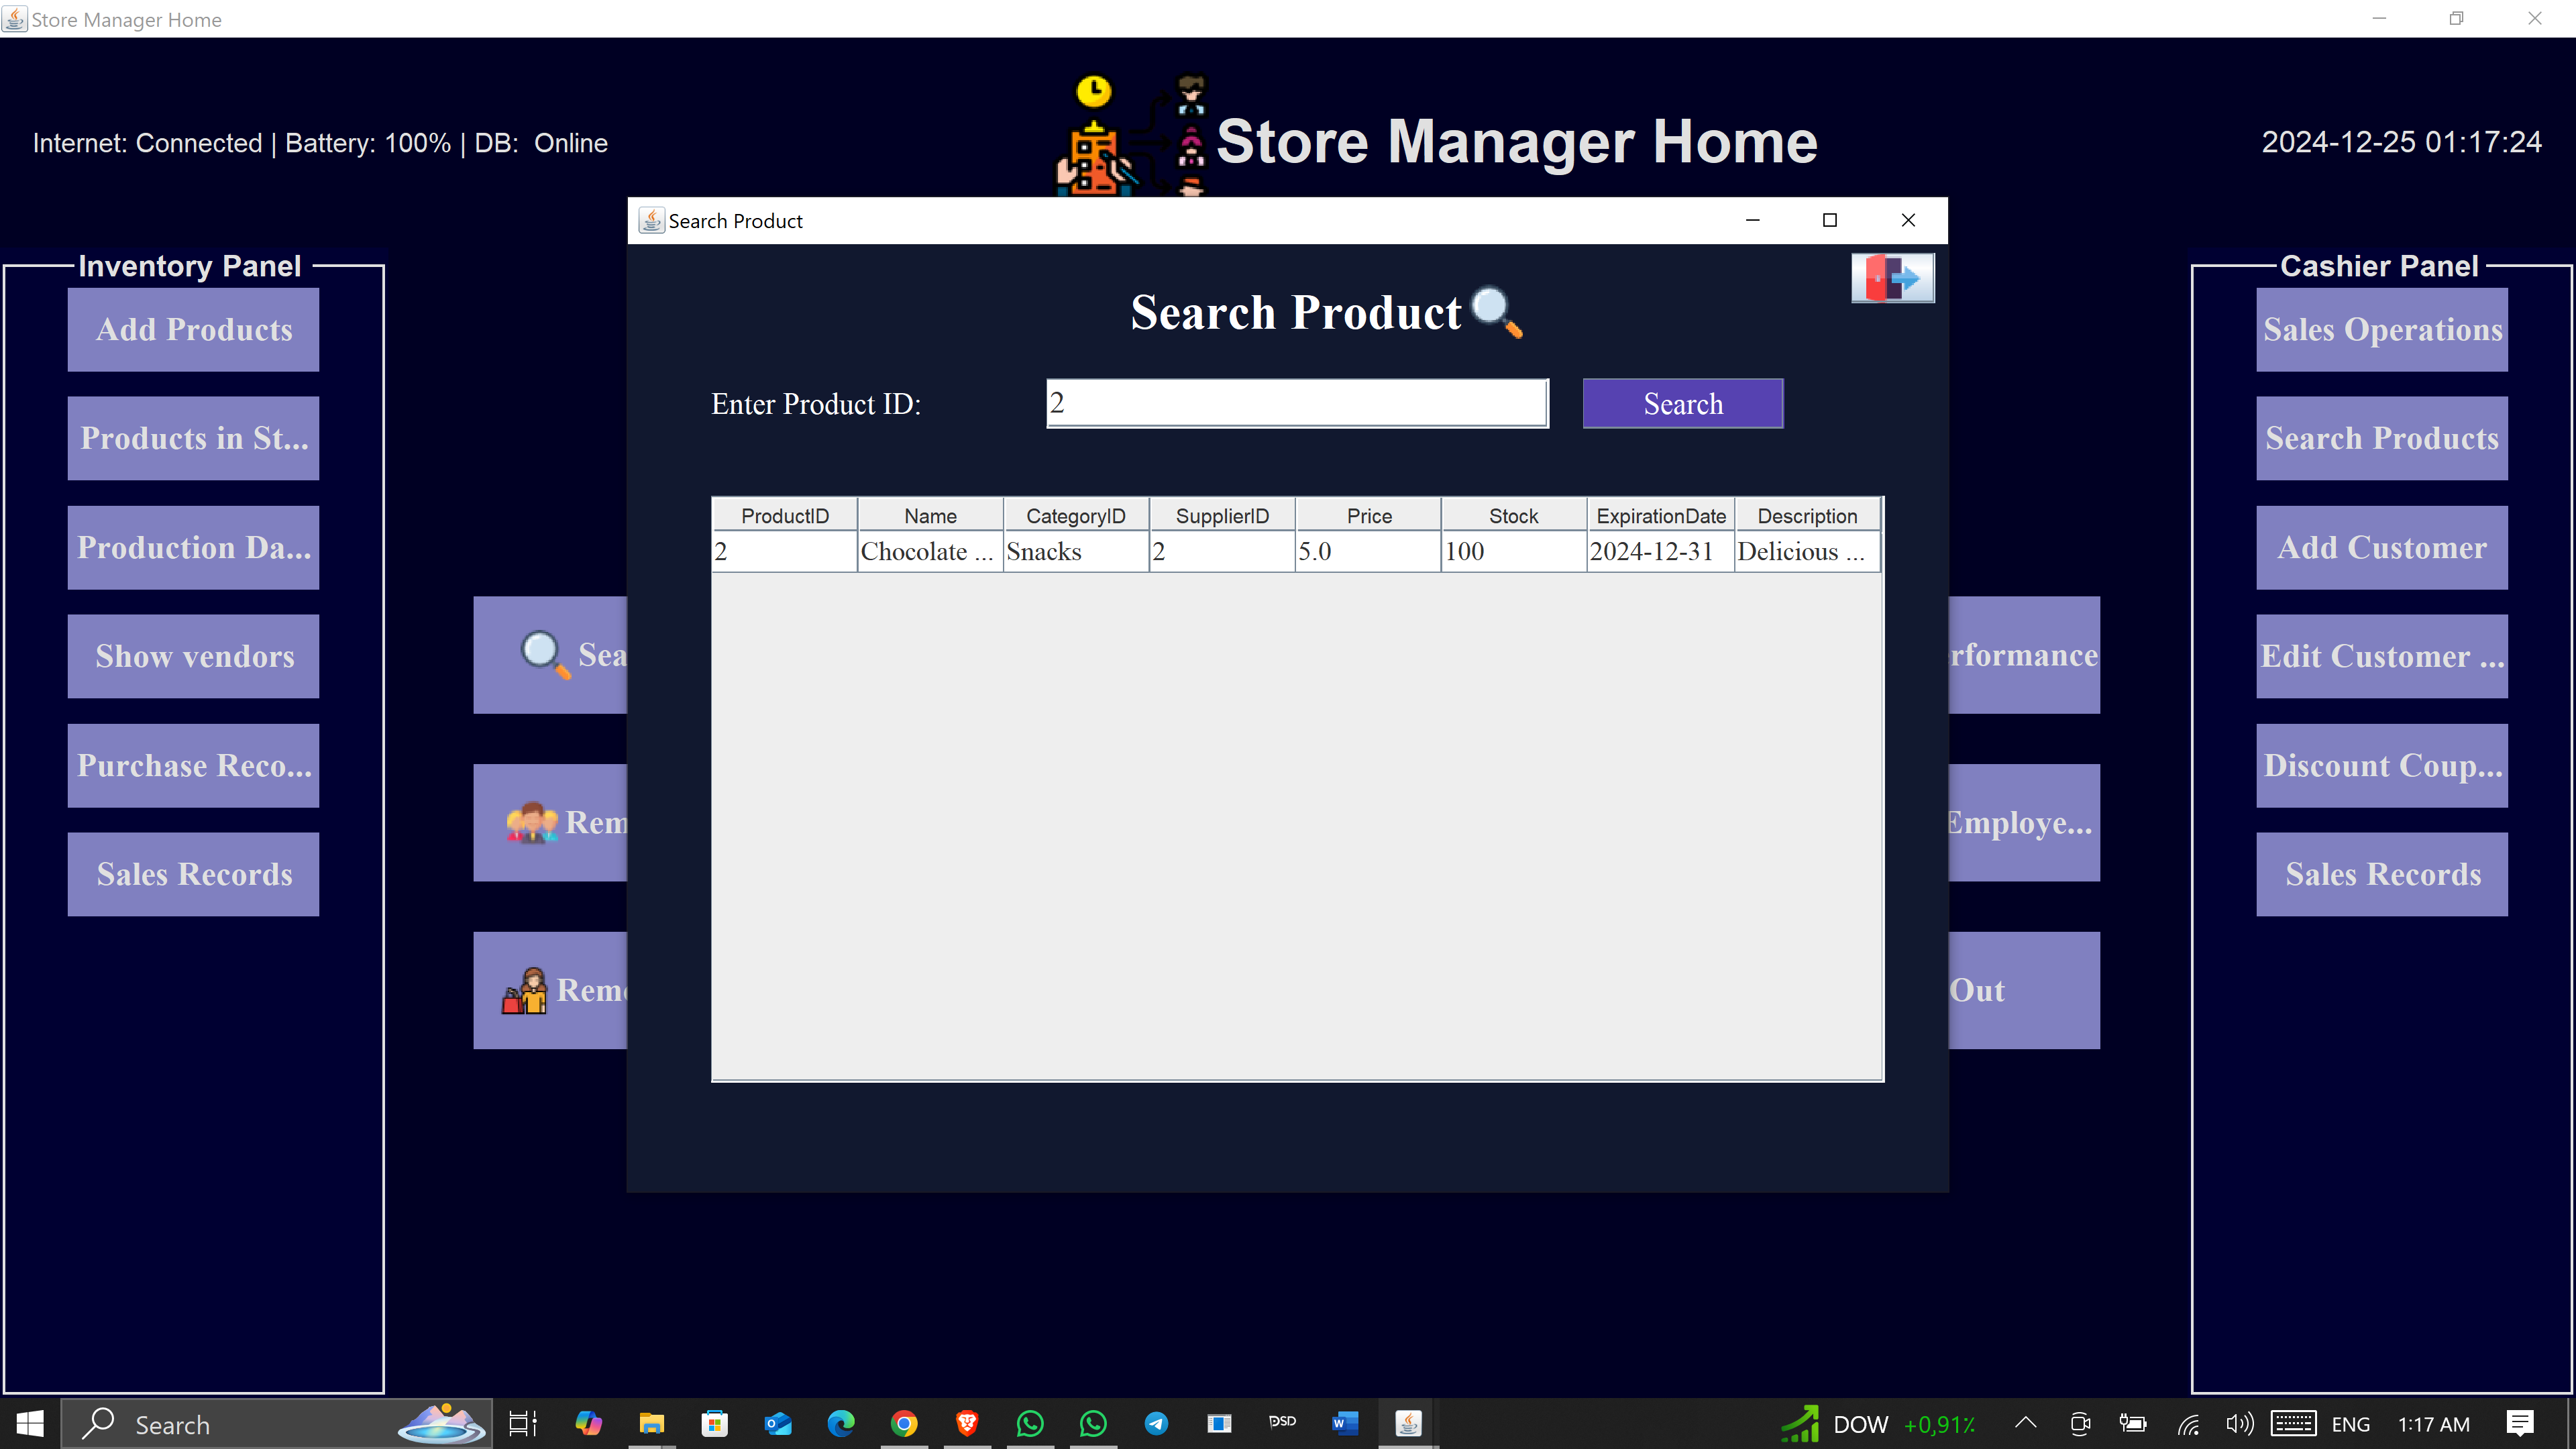 Store Manager Home
Internet: Connected | Battery: 100% | DB:  Online
Store Manager Home
2024-12-25 01:17:24
Inventory Panel
Add Products
Products in St...
Production Da...
Show vendors
Purchase Reco...
Sales Records
Sea
Rem
Rem
Search Product
Search Product
Enter Product ID:
2
Search
ProductID Name CategoryID SupplierID Price Stock ExpirationDate Description
2 Chocolate ... Snacks 2 5.0 100 2024-12-31 Delicious ...
rformance
Employe...
Out
Cashier Panel
Sales Operations
Search Products
Add Customer
Edit Customer ...
Discount Coup...
Sales Records
Search
PSD
DOW +0,91%
ENG
1:17 AM